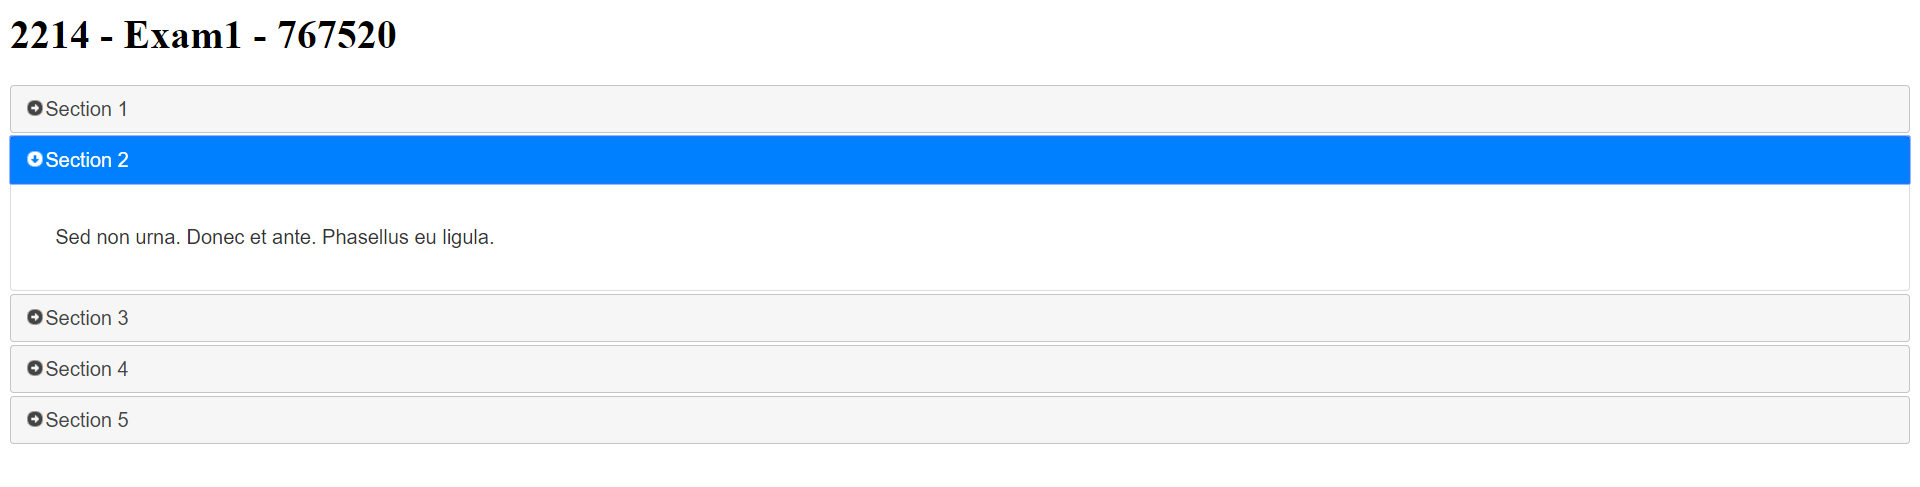 2214 - Exam1 - 767520
Section 1
Section 2
Sed non urna. Donec et ante. Phasellus eu ligula.
Section 3
Section 4
Section 5